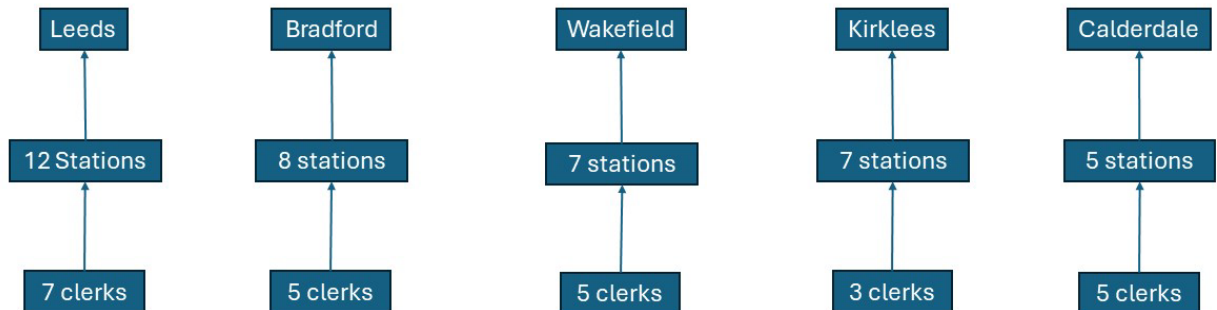 Leeds
Bradford
Wakefield
Kirklees
Calderdale
12 Stations
8 stations
7 stations
7 stations
5 stations
7 clerks
5 clerks
5 clerks
3 clerks
5 clerks